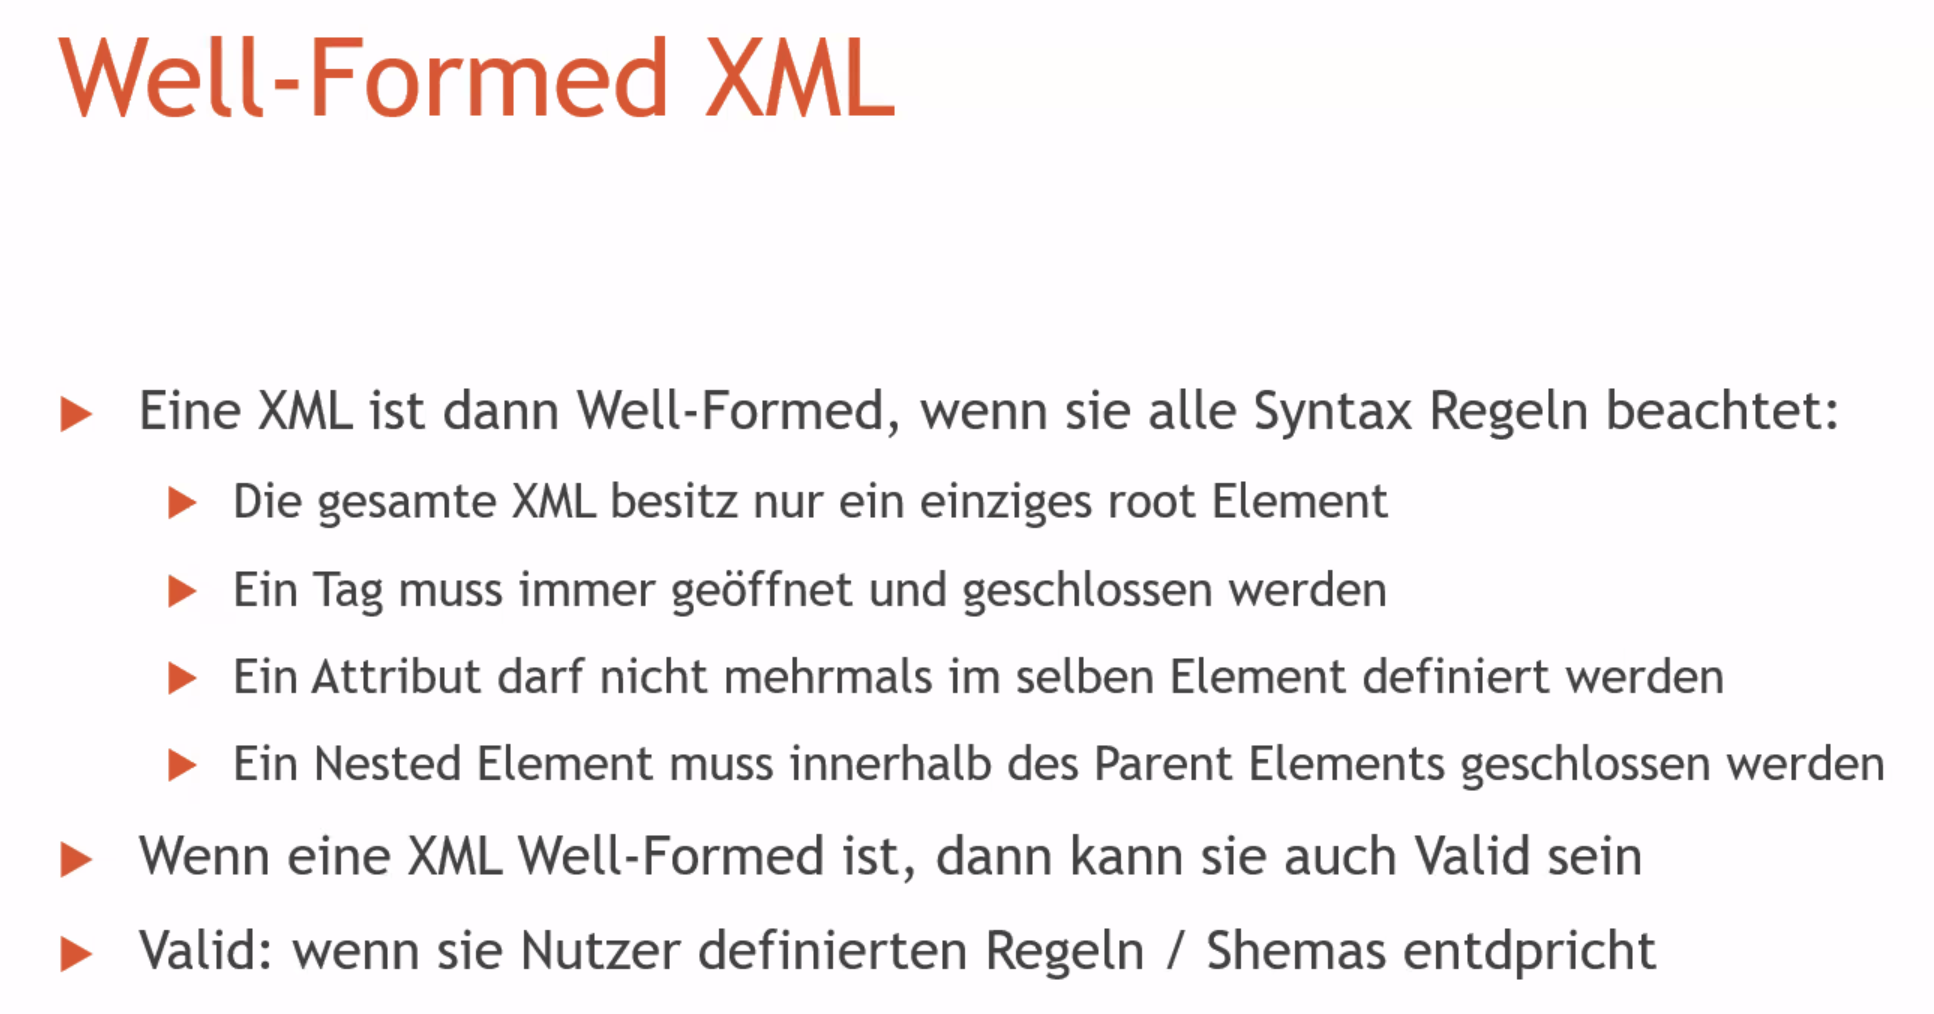 Well-Formed XML
Eine XML ist dann Well-Formed, wenn sie alle Syntax Regeln beachtet:
Die gesamte XML besitz nur ein einziges root Element
Ein Tag muss immer geöffnet und geschlossen werden
Ein Attribut darf nicht mehrmals im selben Element definiert werden
Ein Nested Element muss innerhalb des Parent Elements geschlossen werden
Wenn eine XML Well-Formed ist, dann kann sie auch Valid sein
Valid: wenn sie Nutzer definierten Regeln / Shemas entdpricht